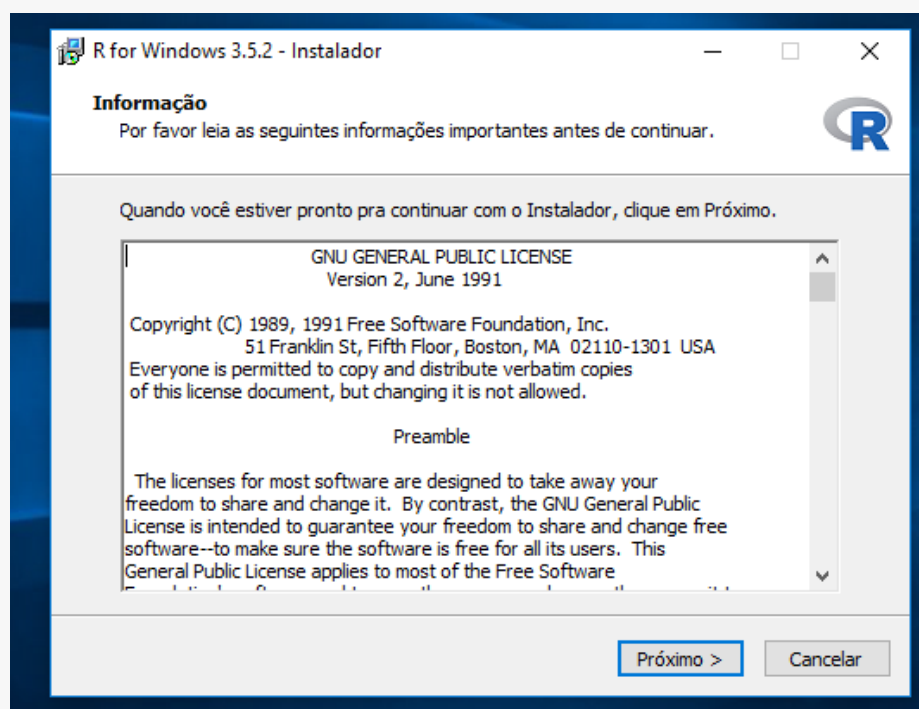 R for Windows 3.5.2 - Instalador
Informação
Por favor leia as seguintes informações importantes antes de continuar.
R
Quando você estiver pronto pra continuar com o Instalador, clique em Próximo.
GNU GENERAL PUBLIC LICENSE
Version 2, June 1991
Copyright (C) 1989, 1991 Free Software Foundation, Inc.
51 Franklin St, Fifth Floor, Boston, MA 02110-1301 USA
Everyone is permitted to copy and distribute verbatim copies
of this license document, but changing it is not allowed.
Preamble
The licenses for most software are designed to take away your
freedom to share and change it. By contrast, the GNU General Public
License is intended to guarantee your freedom to share and change free
software--to make sure the software is free for all its users. This
General Public License applies to most of the Free Software
Próximo >
Cancelar